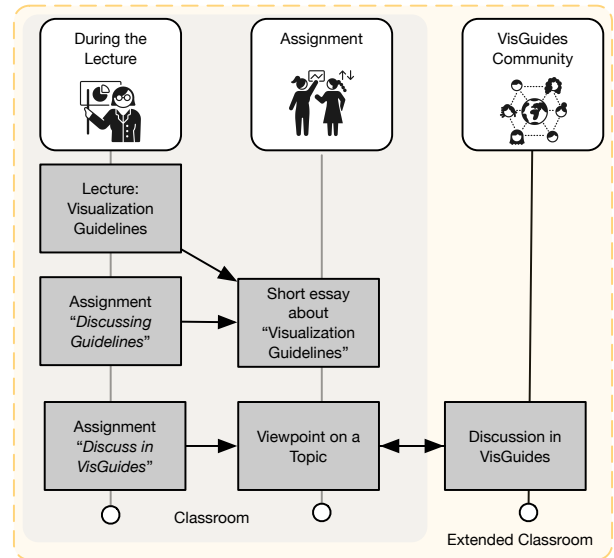 During the
Lecture
Assignment
VisGuides
Community
Lecture:
Visualization
Guidelines
Assignment
“Discussing
Guidelines”
Short essay
about
“Visualization
Guidelines”
Assignment
“Discuss in
VisGuides”
Viewpoint on a
Topic
Discussion in
VisGuides
Classroom
Extended Classroom